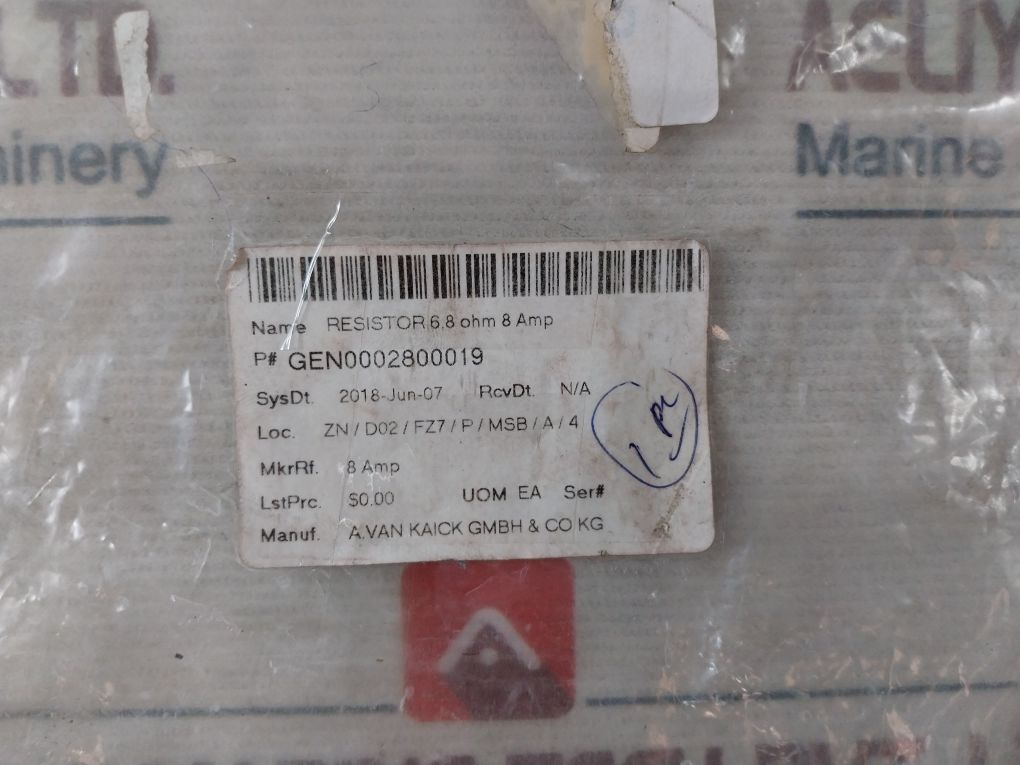 LTD.
Marine
Name RESISTOR 6.8 ohm 8 Amp
P# GEN0002800019
SysDt. 2018-Jun-07 RcvDt. N/A
Loc. ZN / D02 / FZ7 / P / MSB / A / 4
MkrRf. 8 Amp
LstPrc. $0.00 UOM EA Ser#
Manuf. A.VAN KAICK GMBH & CO KG